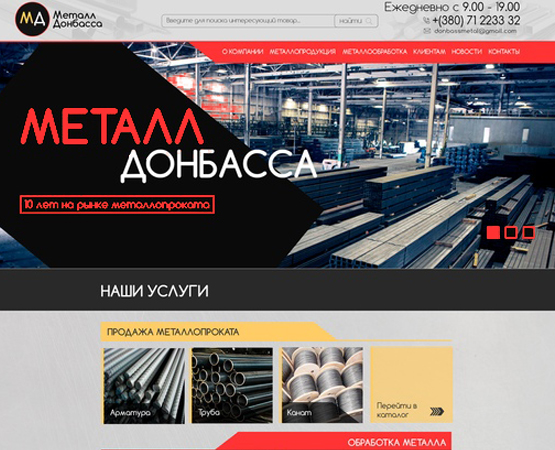 МД
Металл
Донбасса
Введите для поиска интересующий товар...
найти
Ежедневно с 9.00 - 19.00
+(380) 71 2233 32
donbassmetal@gmail.com
О КОМПАНИИ МЕТАЛЛОПРОДУКЦИЯ МЕТАЛЛООБРАБОТКА КЛИЕНТАМ НОВОСТИ КОНТАКТЫ
МЕТАЛЛ
ДОНБАССА
10 лет на рынке металлопроката
НАШИ УСЛУГИ
ПРОДАЖА МЕТАЛЛОПРОКАТА
Арматура
Труба
Канат
Перейти в
каталог
ОБРАБОТКА МЕТАЛЛА